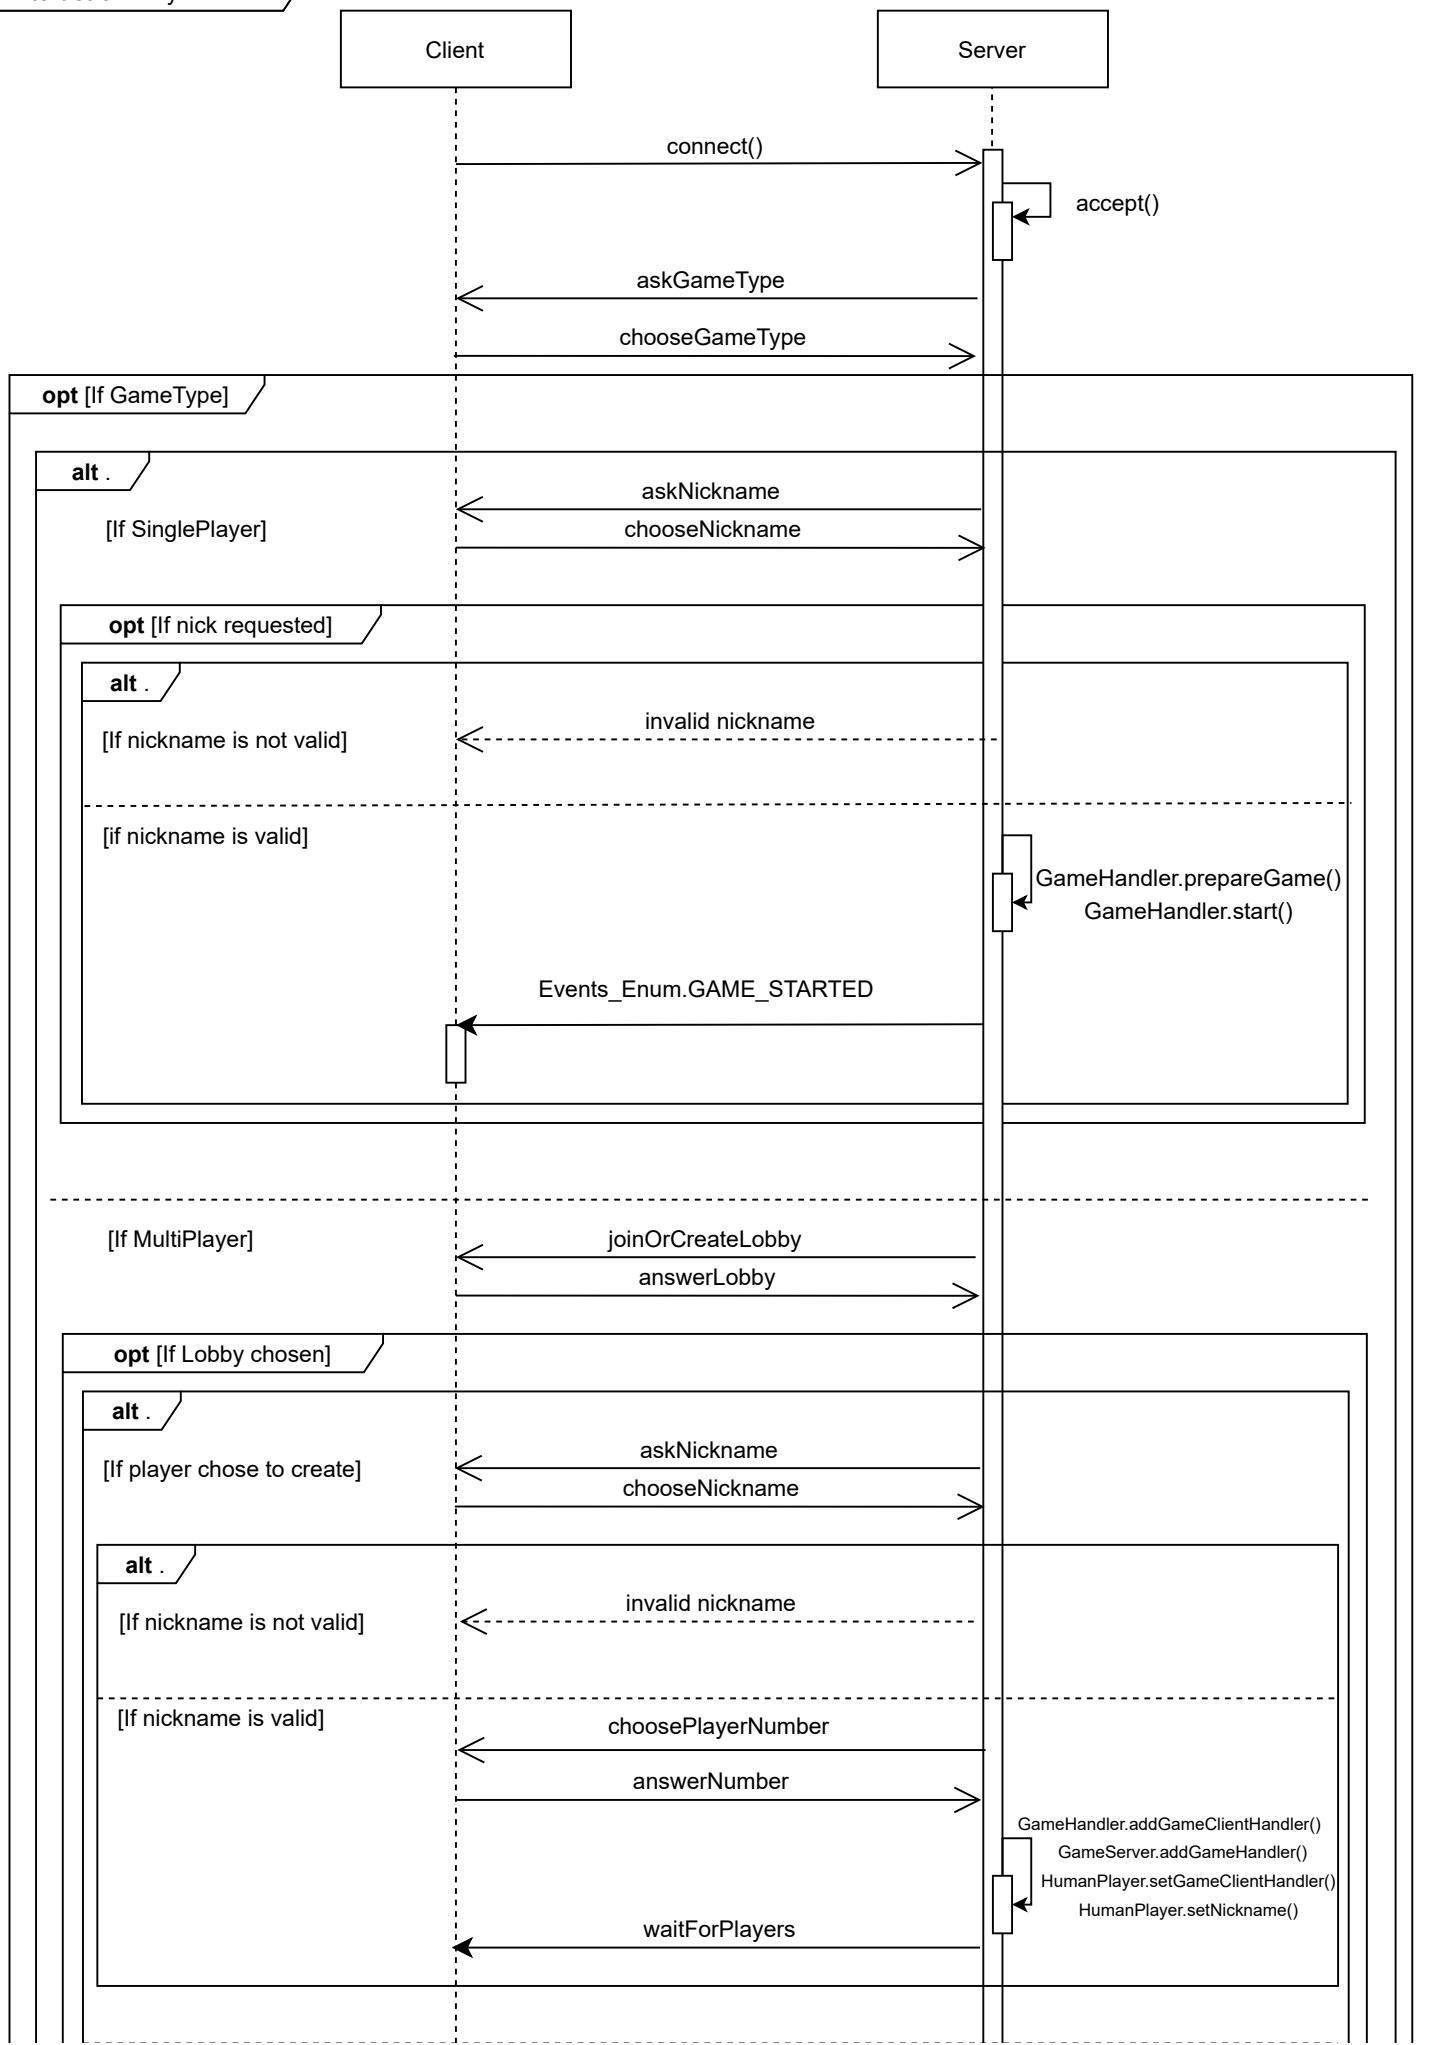 Client
Server
connect()
accept()
askGameType
chooseGameType
opt [If GameType]
alt .
askNickname
[If SinglePlayer]
chooseNickname
opt [If nick requested]
alt .
invalid nickname
[If nickname is not valid]
[if nickname is valid]
GameHandler.prepareGame()
GameHandler.start()
Events_Enum.GAME_STARTED
[If MultiPlayer]
joinOrCreateLobby
answerLobby
opt [If Lobby chosen]
alt .
askNickname
[If player chose to create]
chooseNickname
alt .
invalid nickname
[If nickname is not valid]
[If nickname is valid]
choosePlayerNumber
answerNumber
GameHandler.addGameClientHandler()
GameServer.addGameHandler()
HumanPlayer.setGameClientHandler()
HumanPlayer.setNickname()
waitForPlayers